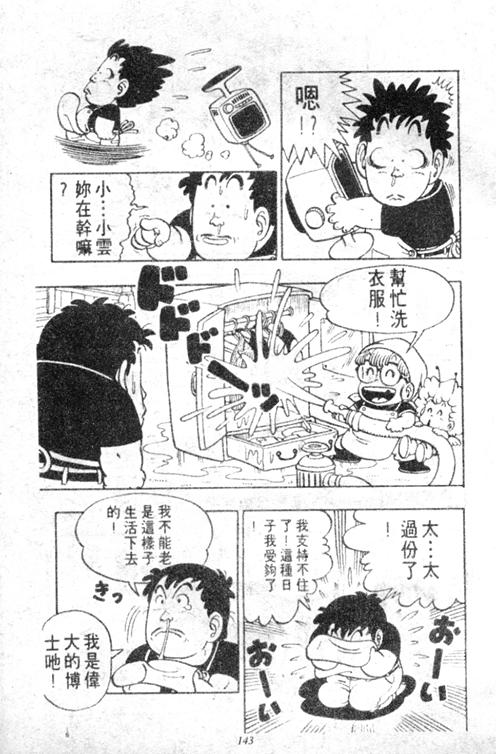 嗯
!?
小…小雲
妳在幹嘛
?
幫忙洗
衣服!
ドドド
バーッ
太…太
過份了
!
我支持不住
了!這種日
子我受夠了
!
おーい
おーい
我不能老
是這樣子
生活下去
的!
きっ
我是偉
大的博
士吔!
143